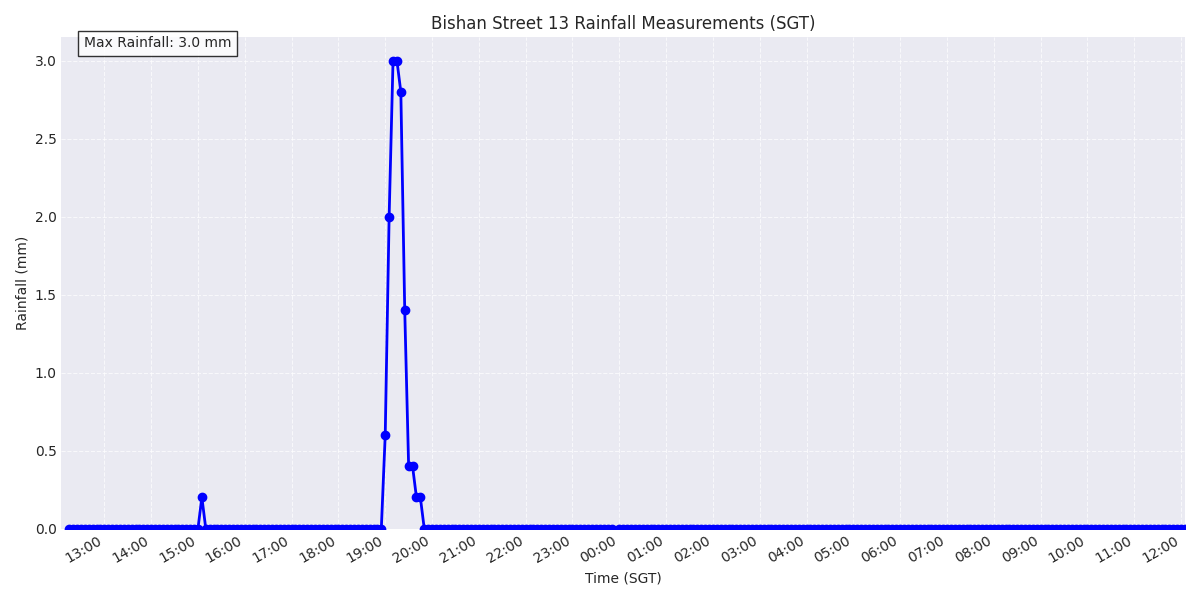 Bishan Street 13 Rainfall Measurements (SGT)
Max Rainfall: 3.0 mm
3.0
2.5
2.0
1.5
1.0
0.5
0.0
Rainfall (mm)
13:00 14:00 15:00 16:00 17:00 18:00 19:00 20:00 21:00 22:00 23:00 00:00 01:00 02:00 03:00 04:00 05:00 06:00 07:00 08:00 09:00 10:00 11:00 12:00
Time (SGT)